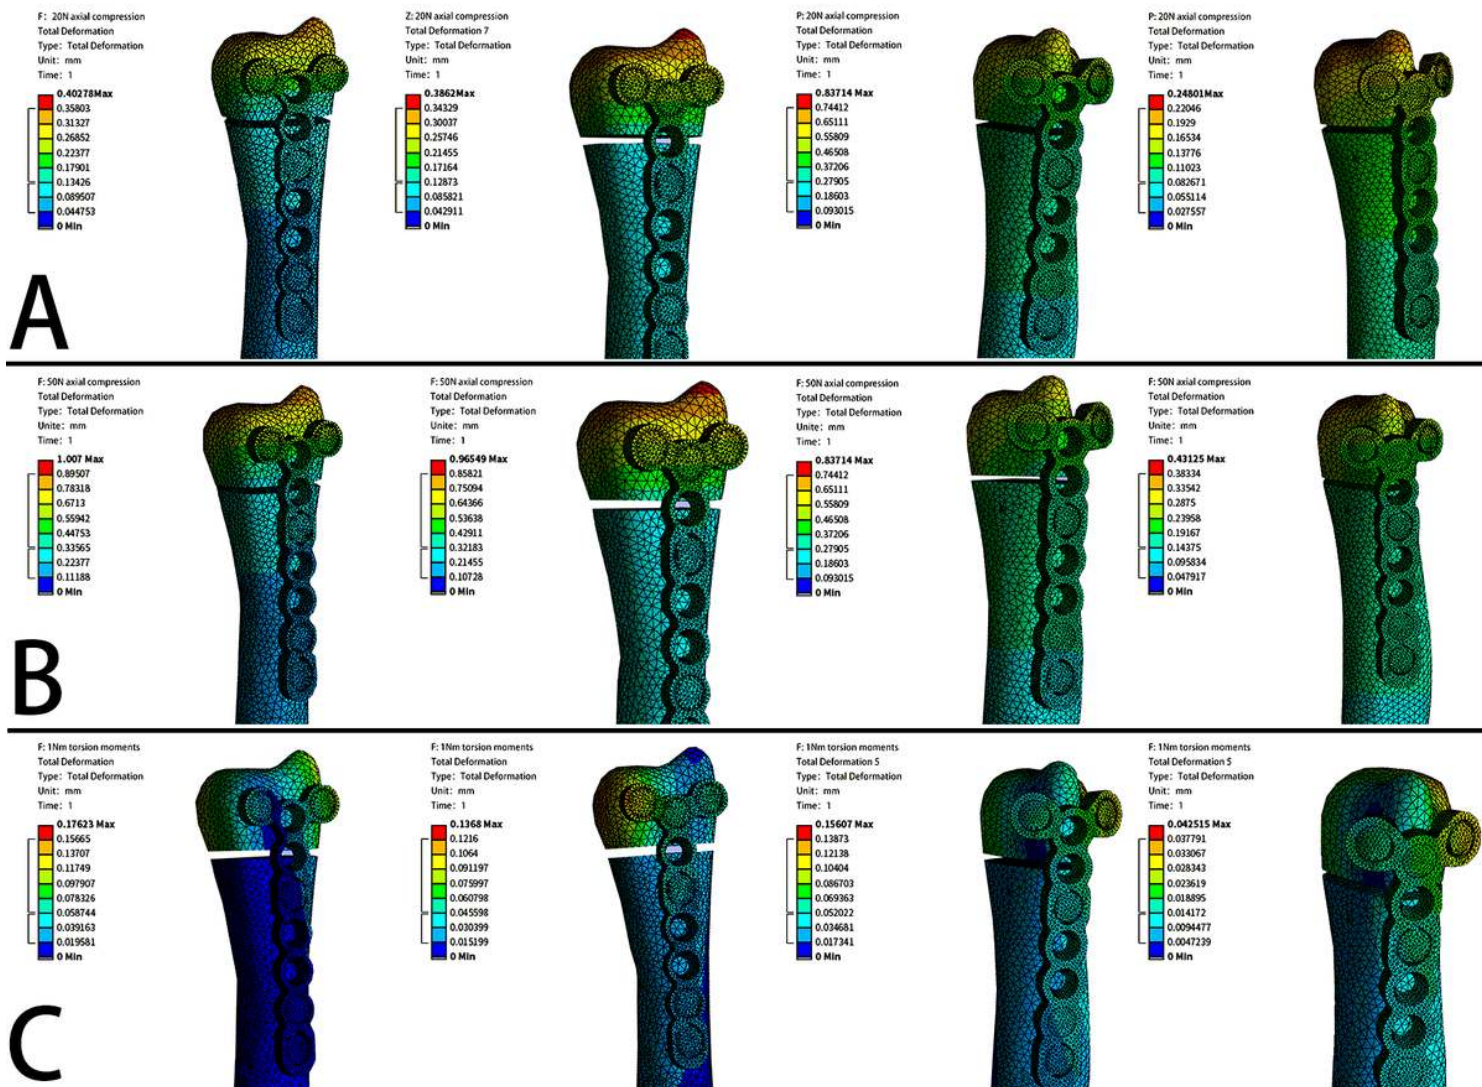 F: 20N axial compression
Total Deformation
Type: Total Deformation
Unit: mm
Time: 1
0.40278Max
0.35803
0.31327
0.26852
0.22377
0.17901
0.13426
0.089507
0.044753
0 Min
Z: 20N axial compression
Total Deformation 7
Type: Total Deformation
Unit: mm
Time: 1
0.3862Max
0.34329
0.30037
0.25746
0.21455
0.17164
0.12873
0.085821
0.042911
0 Min
P: 20N axial compression
Total Deformation
Type: Total Deformation
Unit: mm
Time: 1
0.83714 Max
0.74412
0.65111
0.55809
0.46508
0.37206
0.27905
0.18603
0.093015
0 Min
P: 20N axial compression
Total Deformation
Type: Total Deformation
Unit: mm
Time: 1
0.24801Max
0.22046
0.1929
0.16534
0.13776
0.11023
0.082671
0.055114
0.027557
0 Min
A
F: 50N axial compression
Total Deformation
Type: Total Deformation
Unite: mm
Time: 1
1.007 Max
0.89507
0.78318
0.6713
0.55942
0.44753
0.33565
0.22377
0.11188
0 Min
F: 50N axial compression
Total Deformation
Type: Total Deformation
Unite: mm
Time: 1
0.96549 Max
0.85821
0.75094
0.64366
0.53638
0.42911
0.32183
0.21455
0.10728
0 Min
F: 50N axial compression
Total Deformation
Type: Total Deformation
Unite: mm
Time: 1
0.83714 Max
0.74412
0.65111
0.55809
0.46508
0.37206
0.27905
0.18603
0.093015
0 Min
F: 50N axial compression
Total Deformation
Type: Total Deformation
Unite: mm
Time: 1
0.43125 Max
0.38334
0.33542
0.2875
0.23958
0.19167
0.14375
0.095834
0.047917
0 Min
B
F: 1Nm torsion moments
Total Deformation
Type: Total Deformation
Unit: mm
Time: 1
0.17623 Max
0.15665
0.13707
0.11749
0.097907
0.078326
0.058744
0.039163
0.019581
0 Min
F: 1Nm torsion moments
Total Deformation
Type: Total Deformation
Unit: mm
Time: 1
0.1368 Max
0.1216
0.1064
0.091197
0.075997
0.060798
0.045598
0.030399
0.015199
0 Min
F: 1Nm torsion moments
Total Deformation 5
Type: Total Deformation
Unit: mm
Time: 1
0.15607 Max
0.13873
0.12138
0.10404
0.086703
0.069363
0.052022
0.034681
0.017341
0 Min
F: 1Nm torsion moments
Total Deformation 5
Type: Total Deformation
Unit: mm
Time: 1
0.042515 Max
0.037791
0.033067
0.028343
0.023619
0.018895
0.014172
0.0094477
0.0047239
0 Min
C